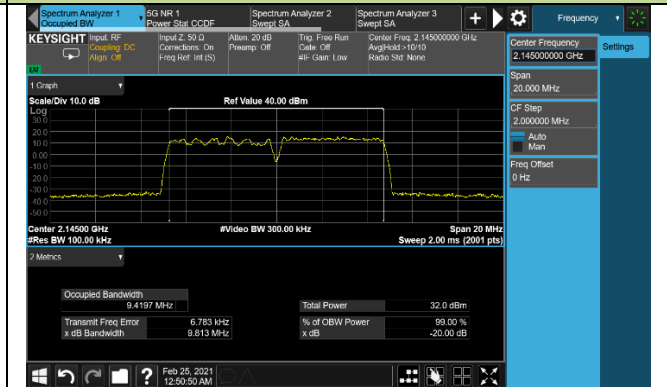 Spectrum Analyzer 1
Occupied BW
5G NR 1
Power Stat CCDF
Spectrum Analyzer 2
Swept SA
Spectrum Analyzer 3
Swept SA
Frequency
KEYSIGHT
Input: RF
Coupling: DC
Align: Off
Input Z: 50 Ω
Corrections: On
Freq Ref: Int (S)
Atten: 20 dB
Preamp: Off
Trig: Free Run
Gate: Off
#IF Gain: Low
Center Freq: 2.145000000 GHz
Avg|Hold:>10/10
Radio Std: None
Center Frequency
2.145000000 GHz
Settings
Span
20.000 MHz
CF Step
2.000000 MHz
Auto
Man
Freq Offset
0 Hz
1 Graph
Scale/Div 10.0 dB
Ref Value 40.00 dBm
Log
30.0
20.0
10.0
0.00
-10.0
-20.0
-30.0
-40.0
-50.0
Center 2.14500 GHz
#Video BW 300.00 kHz
Span 20 MHz
#Res BW 100.00 kHz
Sweep 2.00 ms (2001 pts)
2 Metrics
Occupied Bandwidth
9.4197 MHz
Total Power
32.0 dBm
Transmit Freq Error
6.783 kHz
% of OBW Power
99.00 %
x dB Bandwidth
9.813 MHz
x dB
-20.00 dB
Feb 25, 2021
12:50:50 AM